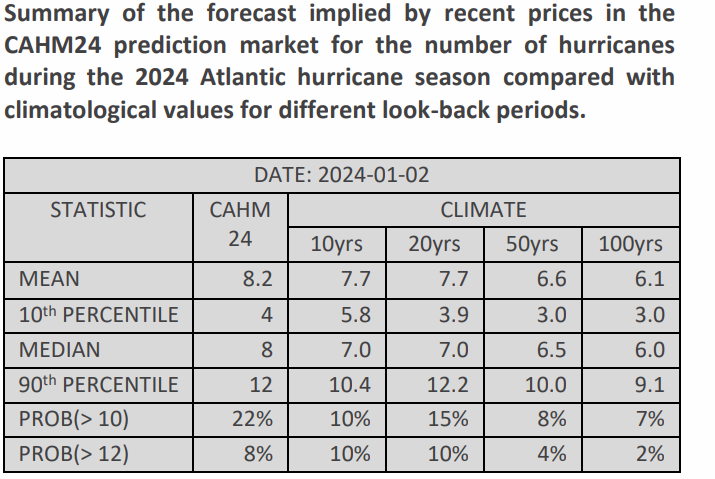 Summary of the forecast implied by recent prices in the
CAHM24 prediction market for the number of hurricanes
during the 2024 Atlantic hurricane season compared with
climatological values for different look-back periods.
DATE: 2024-01-02
STATISTIC CAHM 24 CLIMATE
10yrs 20yrs 50yrs 100yrs
MEAN 8.2 7.7 7.7 6.6 6.1
10th PERCENTILE 4 5.8 3.9 3.0 3.0
MEDIAN 8 7.0 7.0 6.5 6.0
90th PERCENTILE 12 10.4 12.2 10.0 9.1
PROB(> 10) 22% 10% 15% 8% 7%
PROB(> 12) 8% 10% 10% 4% 2%